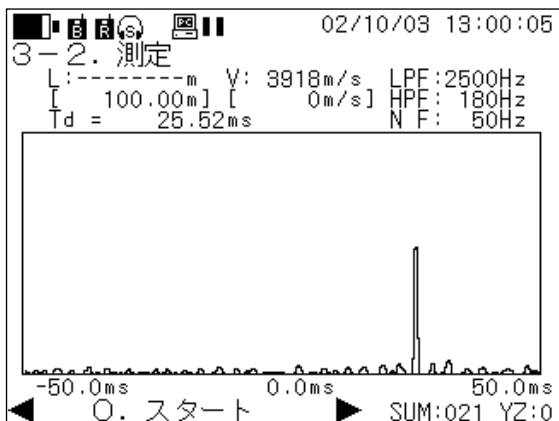 B R S 02/10/03 13:00:05
3-2. 測定
L:--------m V: 3918m/s LPF:2500Hz
[ 100.00m] [ 0m/s] HPF: 180Hz
Td = 25.52ms N F: 50Hz
-50.0ms 0.0ms 50.0ms
◀ ○. スタート ▶ SUM:021 YZ:0